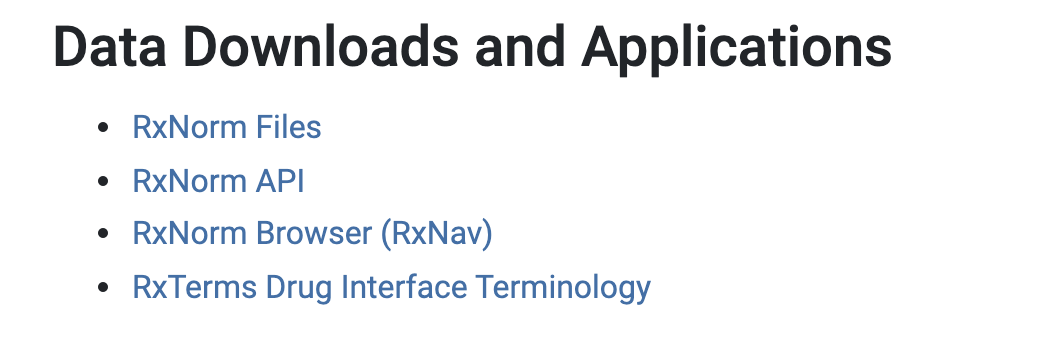 Data Downloads and Applications
• RxNorm Files
• RxNorm API
• RxNorm Browser (RxNav)
• RxTerms Drug Interface Terminology